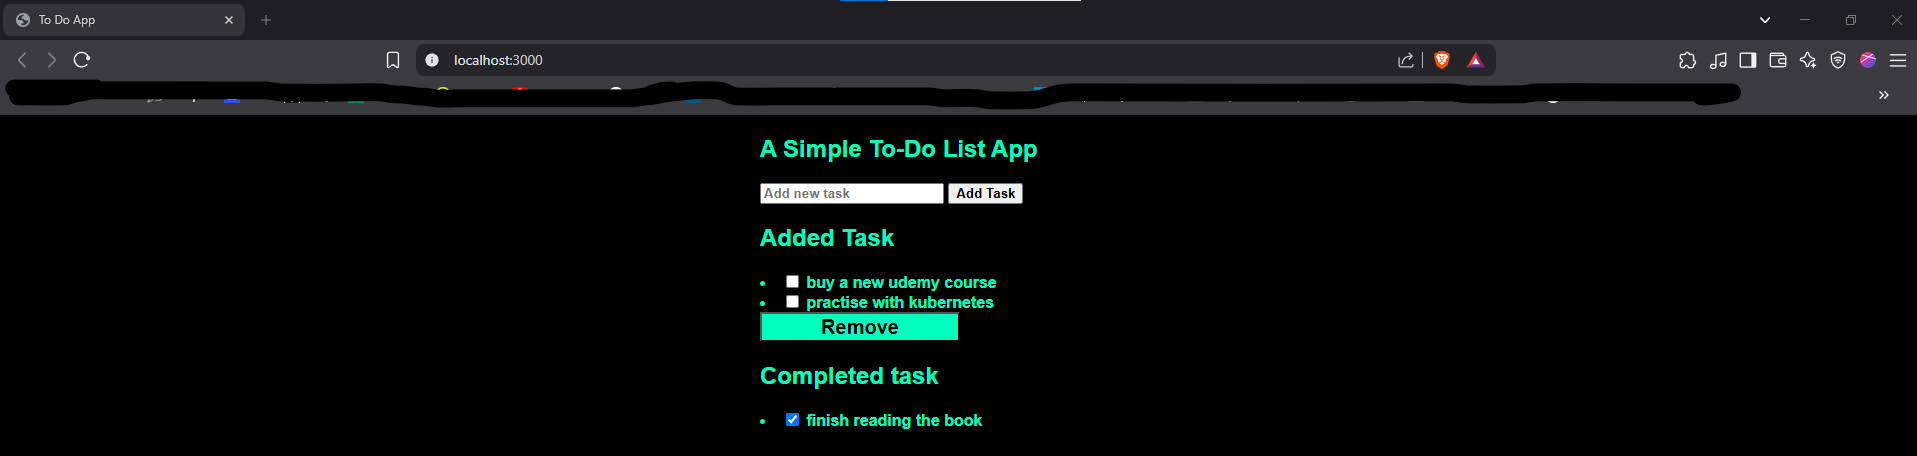 To Do App
localhost:3000
A Simple To-Do List App
Add new task Add Task
Added Task
buy a new udemy course
practise with kubernetes
Remove
Completed task
finish reading the book